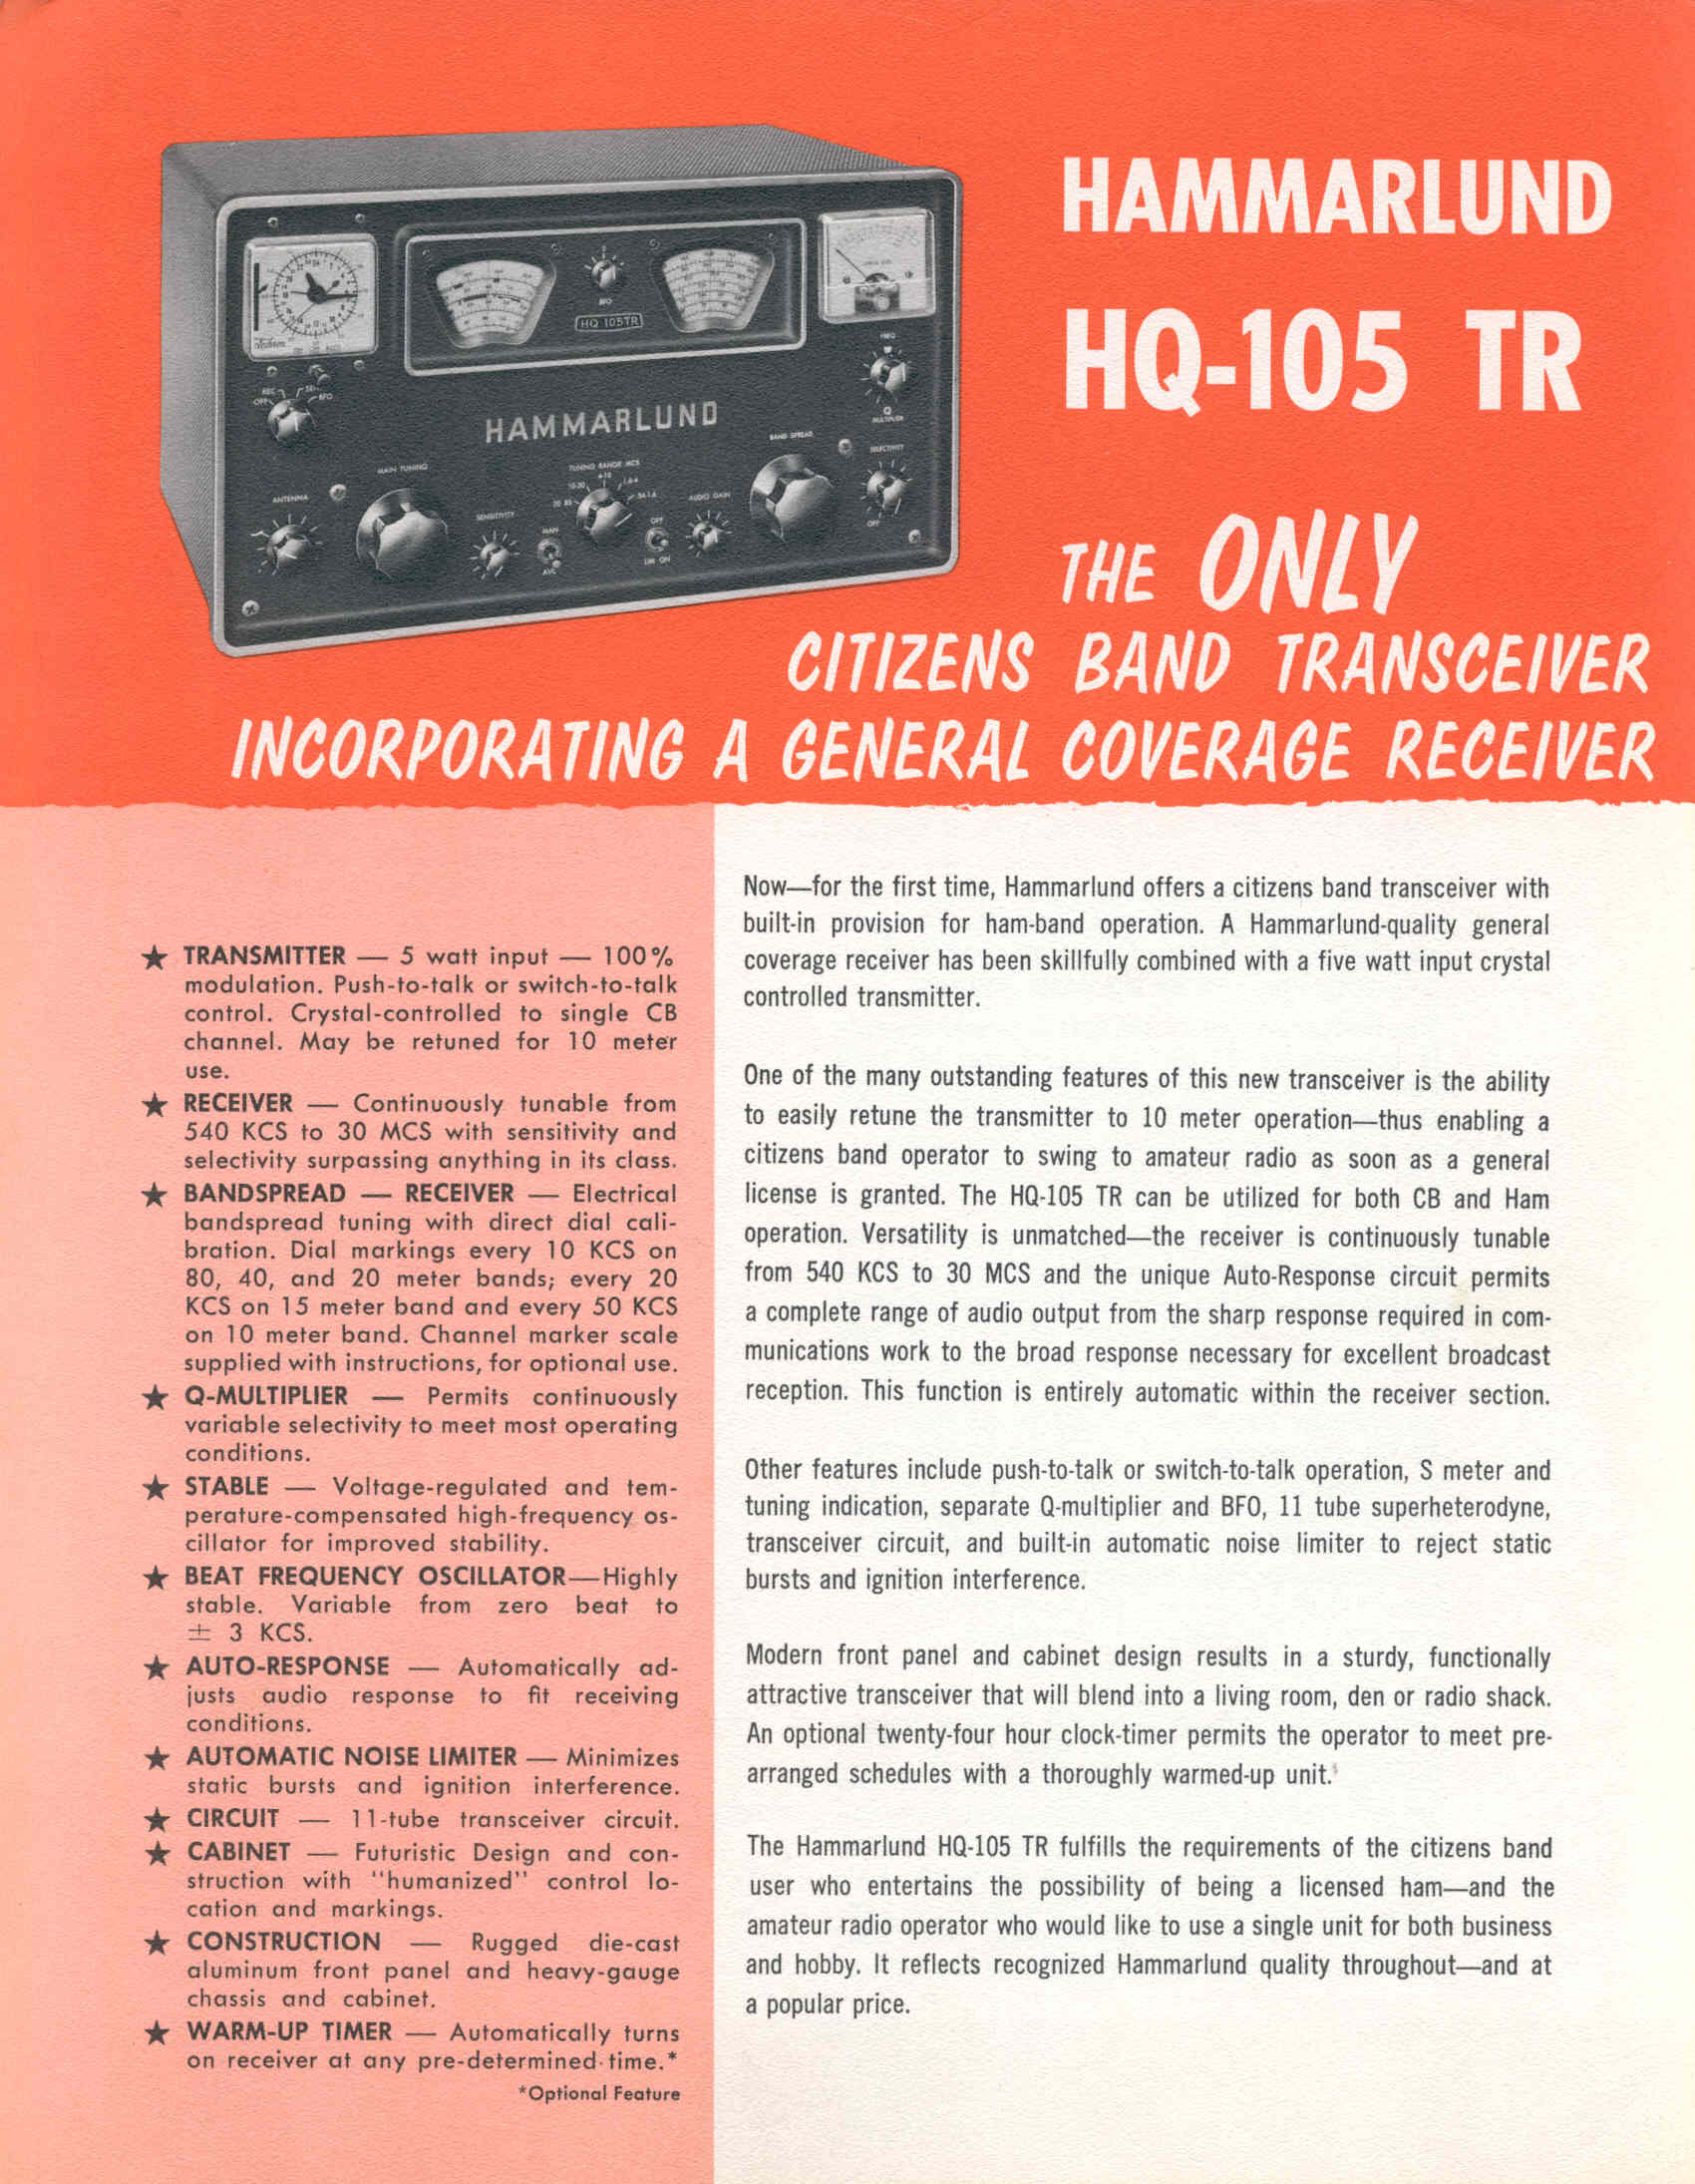 HAMMARLUND
HQ-105 TR
THE ONLY
CITIZENS BAND TRANSCEIVER
INCORPORATING A GENERAL COVERAGE RECEIVER
HQ 105TR
BFO
FREQ
Q
MULTIPLIER
REC
OFF
BFO
HAMMARLUND
MAIN TUNING
TUNING RANGE MCS
BAND SPREAD
SELECTIVITY
ANTENNA
SENSITIVITY
MAN
AVC
OFF
LIM ON
AUDIO GAIN
OFF
★ TRANSMITTER — 5 watt input — 100%
modulation. Push-to-talk or switch-to-talk
control. Crystal-controlled to single CB
channel. May be retuned for 10 meter
use.
★ RECEIVER — Continuously tunable from
540 KCS to 30 MCS with sensitivity and
selectivity surpassing anything in its class.
★ BANDSPREAD — RECEIVER — Electrical
bandspread tuning with direct dial cali-
bration. Dial markings every 10 KCS on
80, 40, and 20 meter bands; every 20
KCS on 15 meter band and every 50 KCS
on 10 meter band. Channel marker scale
supplied with instructions, for optional use.
★ Q-MULTIPLIER — Permits continuously
variable selectivity to meet most operating
conditions.
★ STABLE — Voltage-regulated and tem-
perature-compensated high-frequency os-
cillator for improved stability.
★ BEAT FREQUENCY OSCILLATOR—Highly
stable. Variable from zero beat to
± 3 KCS.
★ AUTO-RESPONSE — Automatically ad-
justs audio response to fit receiving
conditions.
★ AUTOMATIC NOISE LIMITER — Minimizes
static bursts and ignition interference.
★ CIRCUIT — 11-tube transceiver circuit.
★ CABINET — Futuristic Design and con-
struction with "humanized" control lo-
cation and markings.
★ CONSTRUCTION — Rugged die-cast
aluminum front panel and heavy-gauge
chassis and cabinet.
★ WARM-UP TIMER — Automatically turns
on receiver at any pre-determined time.*
*Optional Feature
Now—for the first time, Hammarlund offers a citizens band transceiver with
built-in provision for ham-band operation. A Hammarlund-quality general
coverage receiver has been skillfully combined with a five watt input crystal
controlled transmitter.
One of the many outstanding features of this new transceiver is the ability
to easily retune the transmitter to 10 meter operation—thus enabling a
citizens band operator to swing to amateur radio as soon as a general
license is granted. The HQ-105 TR can be utilized for both CB and Ham
operation. Versatility is unmatched—the receiver is continuously tunable
from 540 KCS to 30 MCS and the unique Auto-Response circuit permits
a complete range of audio output from the sharp response required in com-
munications work to the broad response necessary for excellent broadcast
reception. This function is entirely automatic within the receiver section.
Other features include push-to-talk or switch-to-talk operation, S meter and
tuning indication, separate Q-multiplier and BFO, 11 tube superheterodyne,
transceiver circuit, and built-in automatic noise limiter to reject static
bursts and ignition interference.
Modern front panel and cabinet design results in a sturdy, functionally
attractive transceiver that will blend into a living room, den or radio shack.
An optional twenty-four hour clock-timer permits the operator to meet pre-
arranged schedules with a thoroughly warmed-up unit.
The Hammarlund HQ-105 TR fulfills the requirements of the citizens band
user who entertains the possibility of being a licensed ham—and the
amateur radio operator who would like to use a single unit for both business
and hobby. It reflects recognized Hammarlund quality throughout—and at
a popular price.